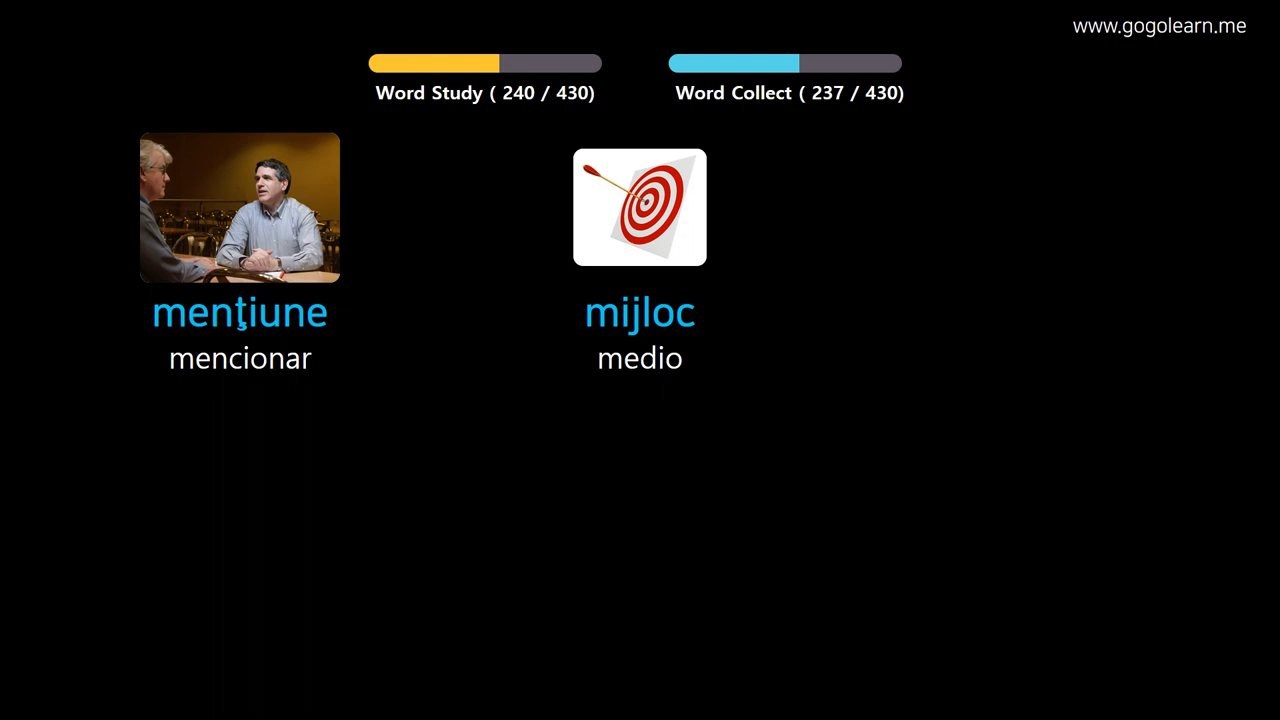 www.gogolearn.me
Word Study ( 240 / 430)
Word Collect ( 237 / 430)
menţiune
mencionar
mijloc
medio